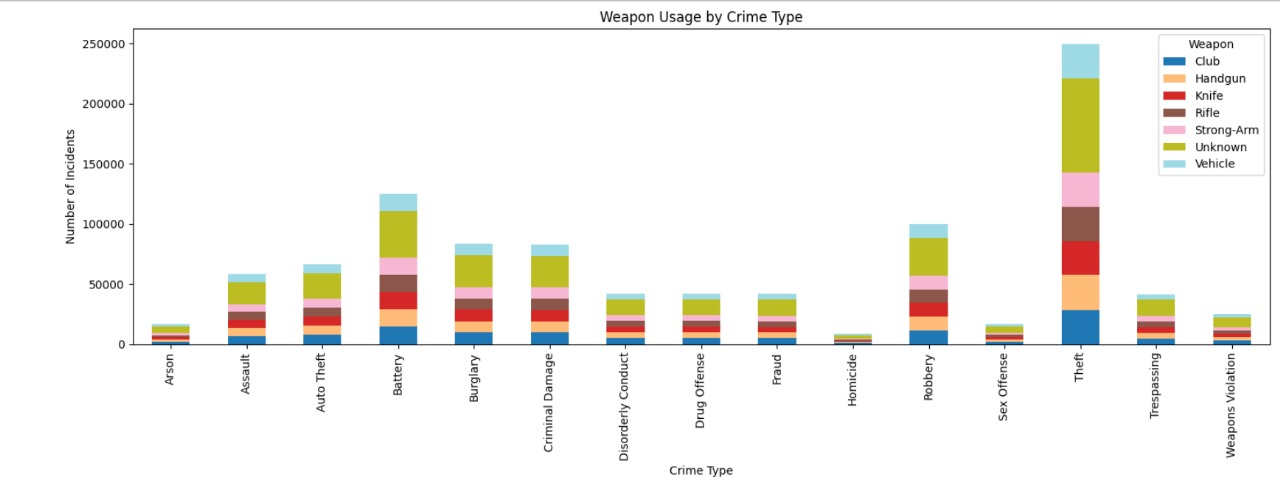 Weapon Usage by Crime Type
Number of Incidents
250000
200000
150000
100000
50000
0
Weapon
Club
Handgun
Knife
Rifle
Strong-Arm
Unknown
Vehicle
Arson
Assault
Auto Theft
Battery
Burglary
Criminal Damage
Disorderly Conduct
Drug Offense
Fraud
Homicide
Robbery
Sex Offense
Theft
Trespassing
Weapons Violation
Crime Type